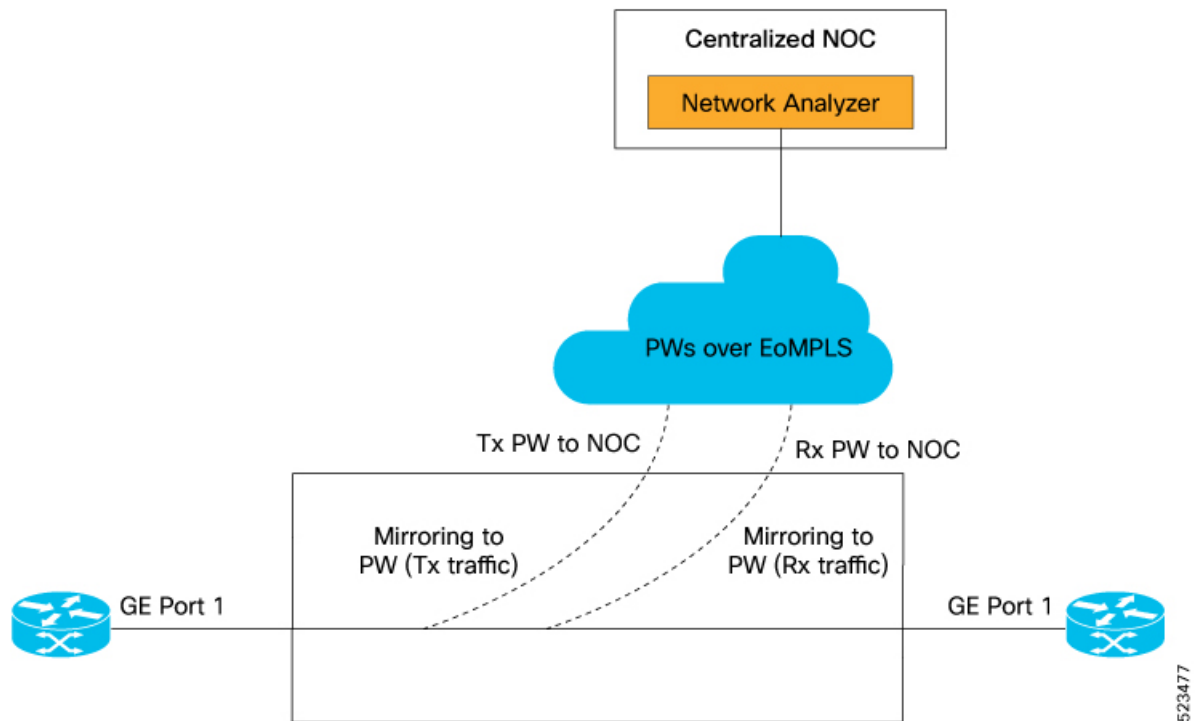 Centralized NOC
Network Analyzer
PWs over EoMPLS
Tx PW to NOC
Rx PW to NOC
Mirroring to
PW (Tx traffic)
Mirroring to
PW (Rx traffic)
GE Port 1
GE Port 1
523477